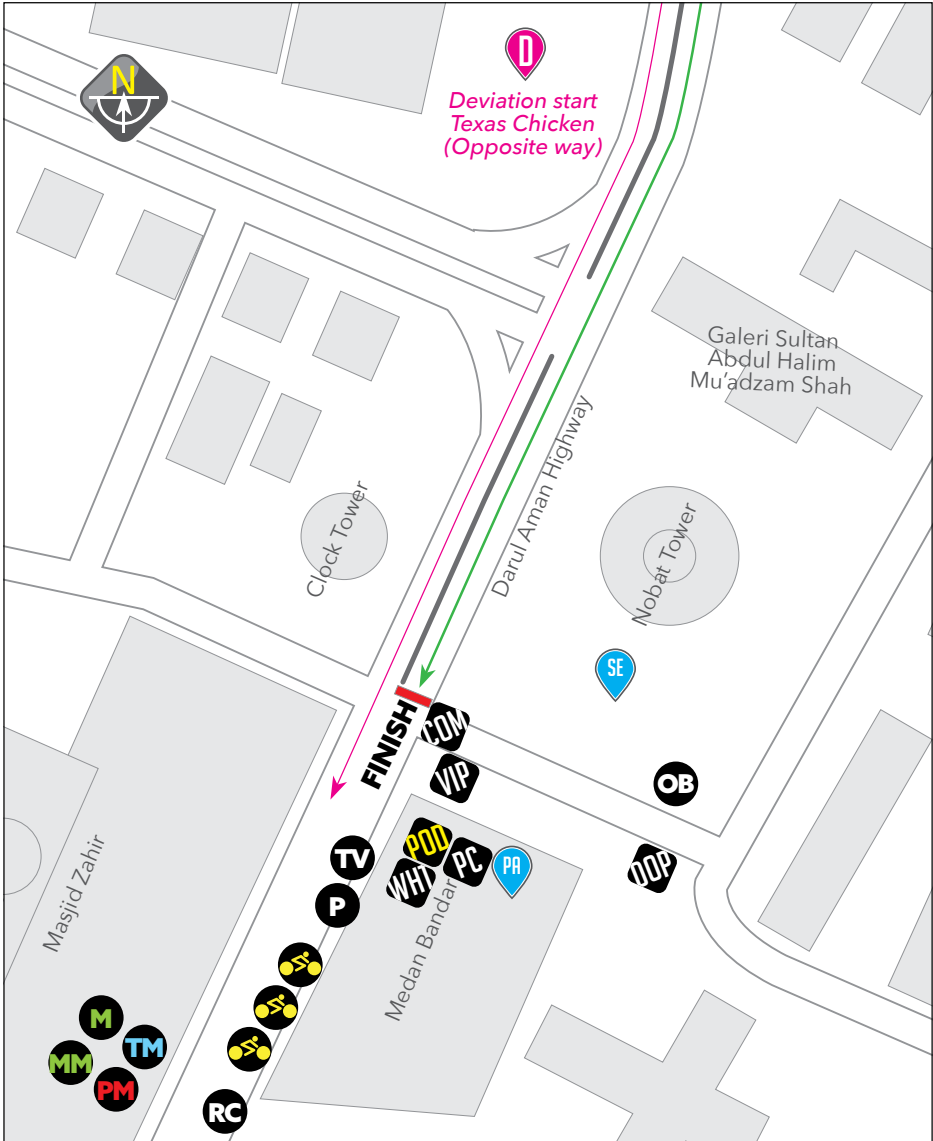 N
D
Deviation start
Texas Chicken
(Opposite way)
Galeri Sultan
Abdul Halim
Mu'adzam Shah
Darul Aman Highway
Clock Tower
Nobat Tower
SE
FINISH
COM
VIP
OB
POD
PC
PA
DOP
TV
WHT
P
Medan Bandar
Masjid Zahir
M
TM
MM
PM
RC